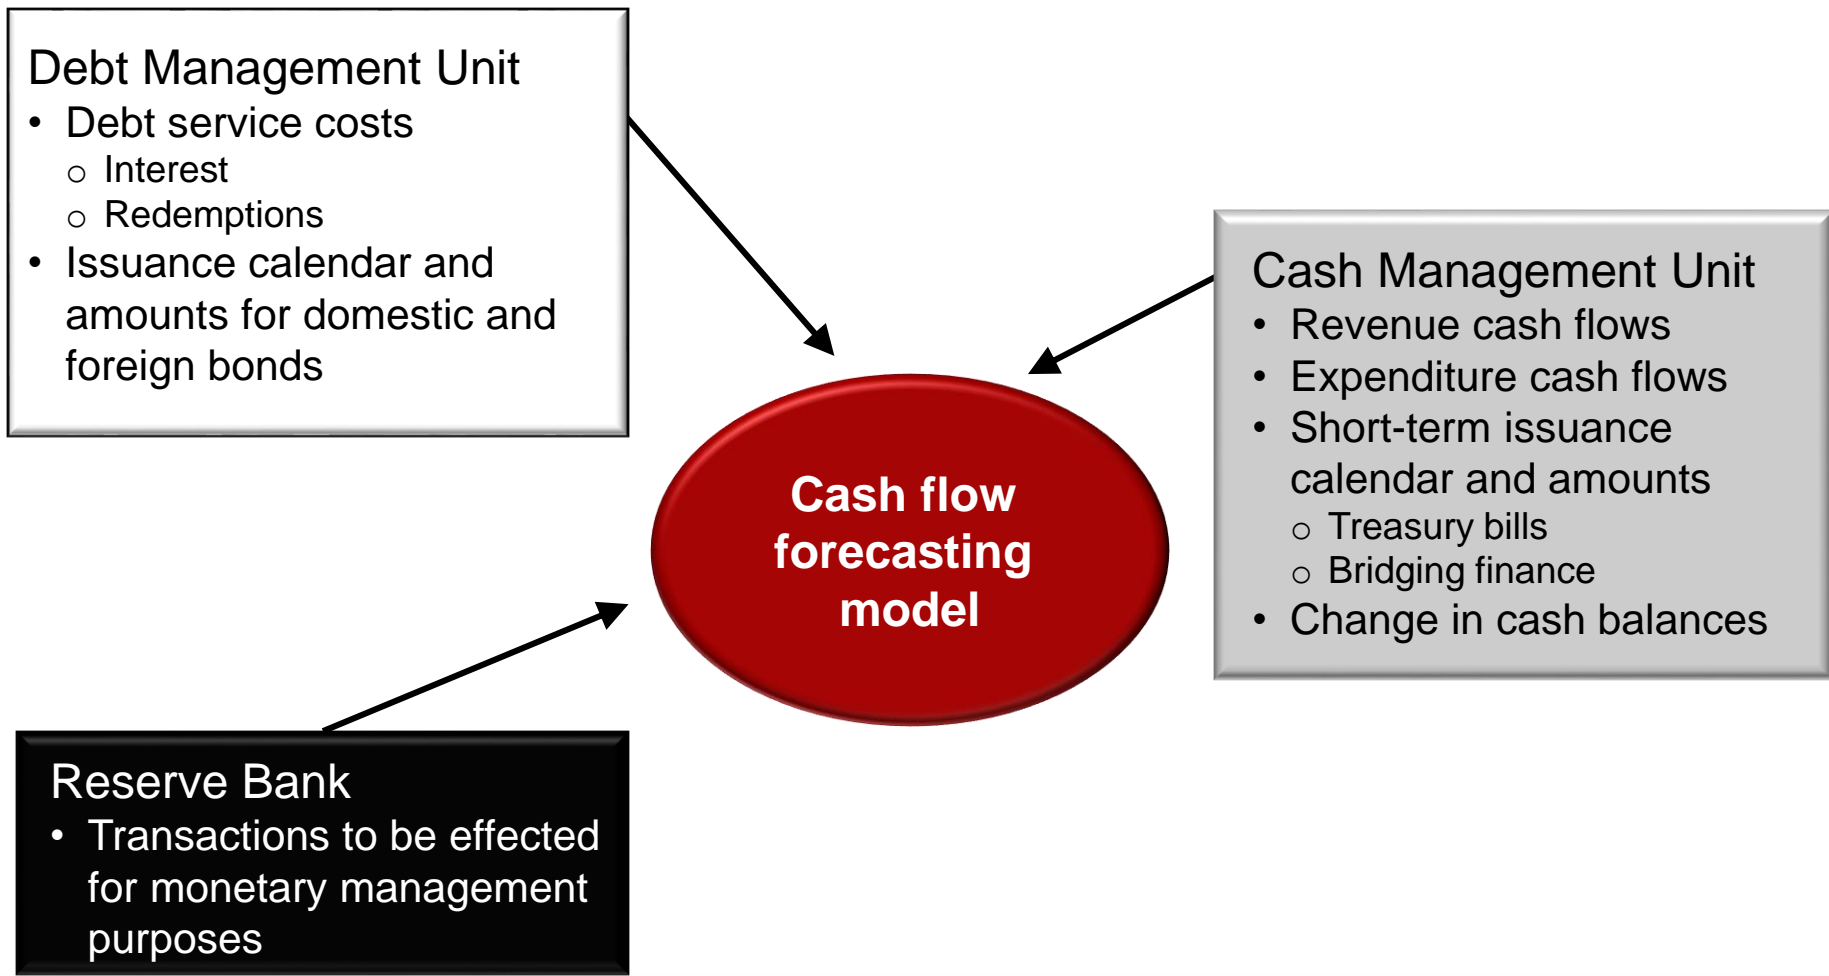 Debt Management Unit
• Debt service costs
o Interest
o Redemptions
• Issuance calendar and
amounts for domestic and
foreign bonds
Cash Management Unit
• Revenue cash flows
• Expenditure cash flows
• Short-term issuance
calendar and amounts
o Treasury bills
o Bridging finance
• Change in cash balances
Cash flow
forecasting
model
Reserve Bank
• Transactions to be effected
for monetary management
purposes